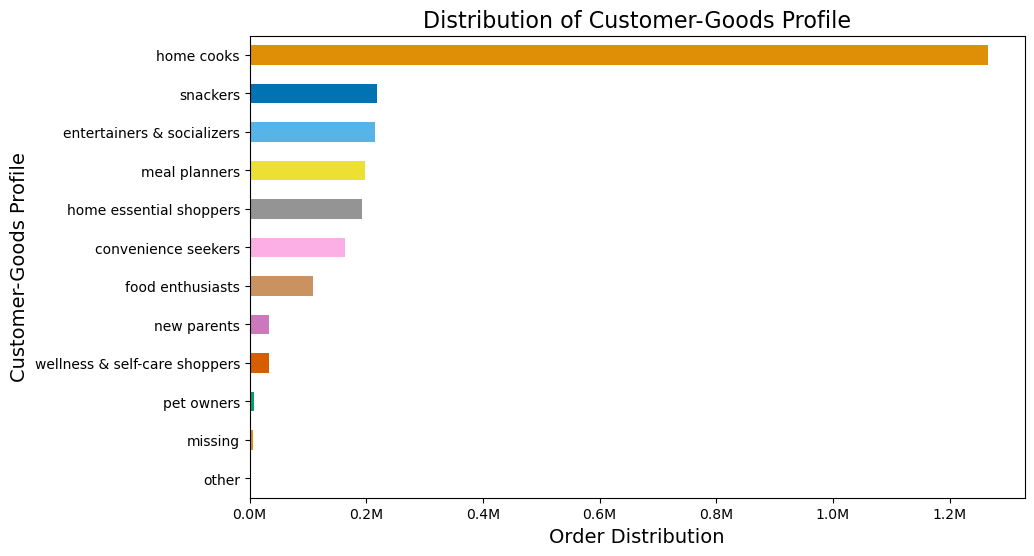 Distribution of Customer-Goods Profile
Customer-Goods Profile
home cooks
snackers
entertainers & socializers
meal planners
home essential shoppers
convenience seekers
food enthusiasts
new parents
wellness & self-care shoppers
pet owners
missing
other
0.0M 0.2M 0.4M 0.6M 0.8M 1.0M 1.2M
Order Distribution